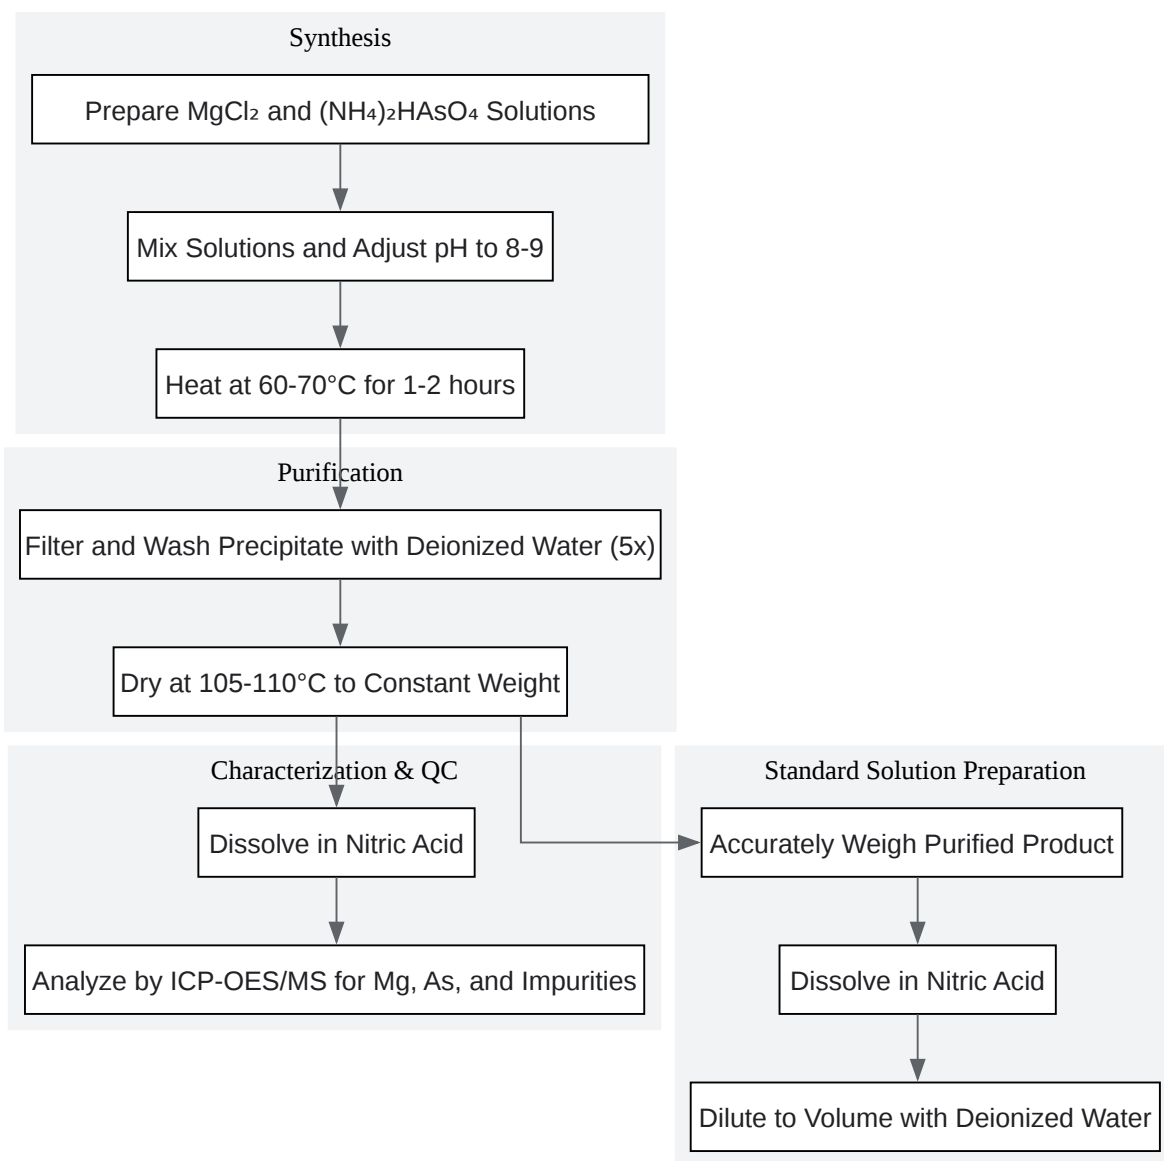 Synthesis
Prepare MgCl₂ and (NH₄)₂HAsO₄ Solutions
Mix Solutions and Adjust pH to 8-9
Heat at 60-70°C for 1-2 hours
Purification
Filter and Wash Precipitate with Deionized Water (5x)
Dry at 105-110°C to Constant Weight
Characterization & QC
Dissolve in Nitric Acid
Analyze by ICP-OES/MS for Mg, As, and Impurities
Standard Solution Preparation
Accurately Weigh Purified Product
Dissolve in Nitric Acid
Dilute to Volume with Deionized Water